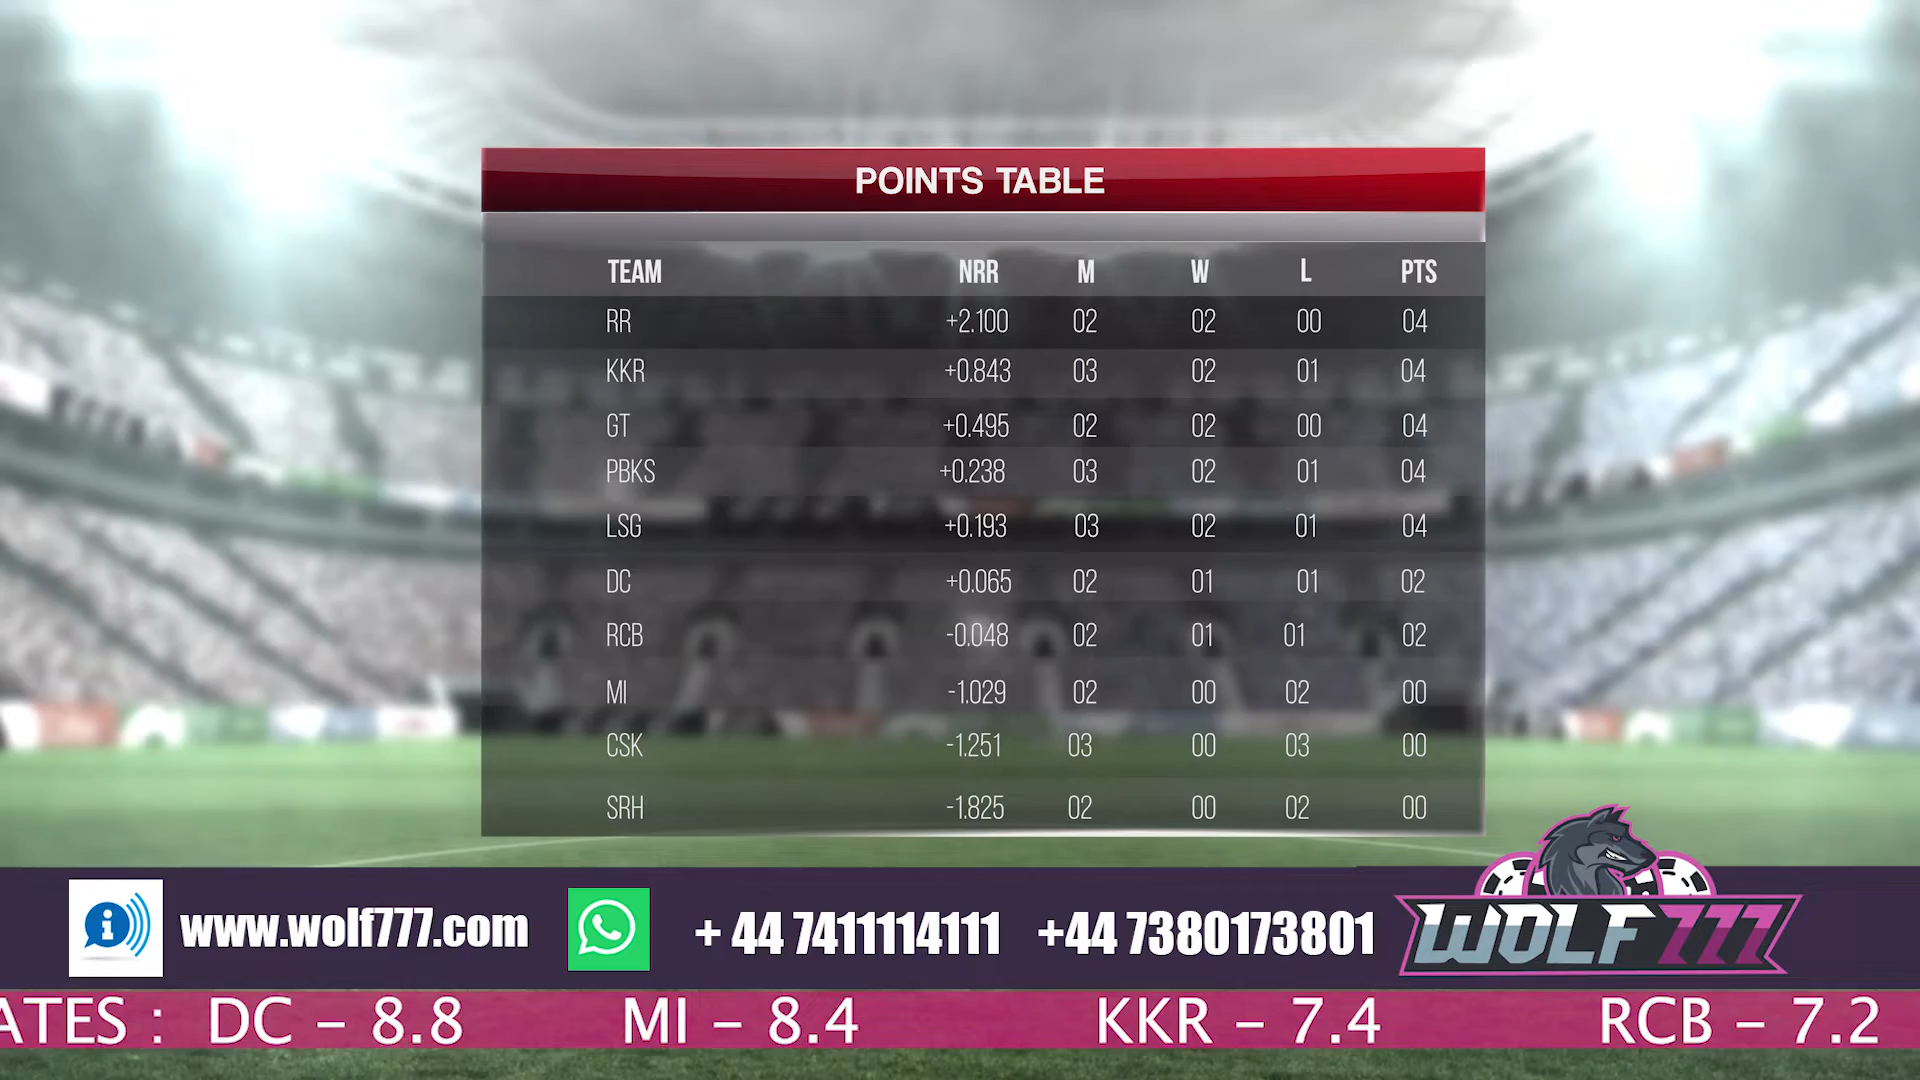 POINTS TABLE
TEAM NRR M W L PTS
RR +2.100 02 02 00 04
KKR +0.843 03 02 01 04
GT +0.495 02 02 00 04
PBKS +0.238 03 02 01 04
LSG +0.193 03 02 01 04
DC +0.065 02 01 01 02
RCB -0.048 02 01 01 02
MI -1.029 02 00 02 00
CSK -1.251 03 00 03 00
SRH -1.825 02 00 02 00
www.wolf777.com + 44 7411114111 +44 7380173801 WOLF777
ATES : DC – 8.8 MI – 8.4 KKR – 7.4 RCB – 7.2